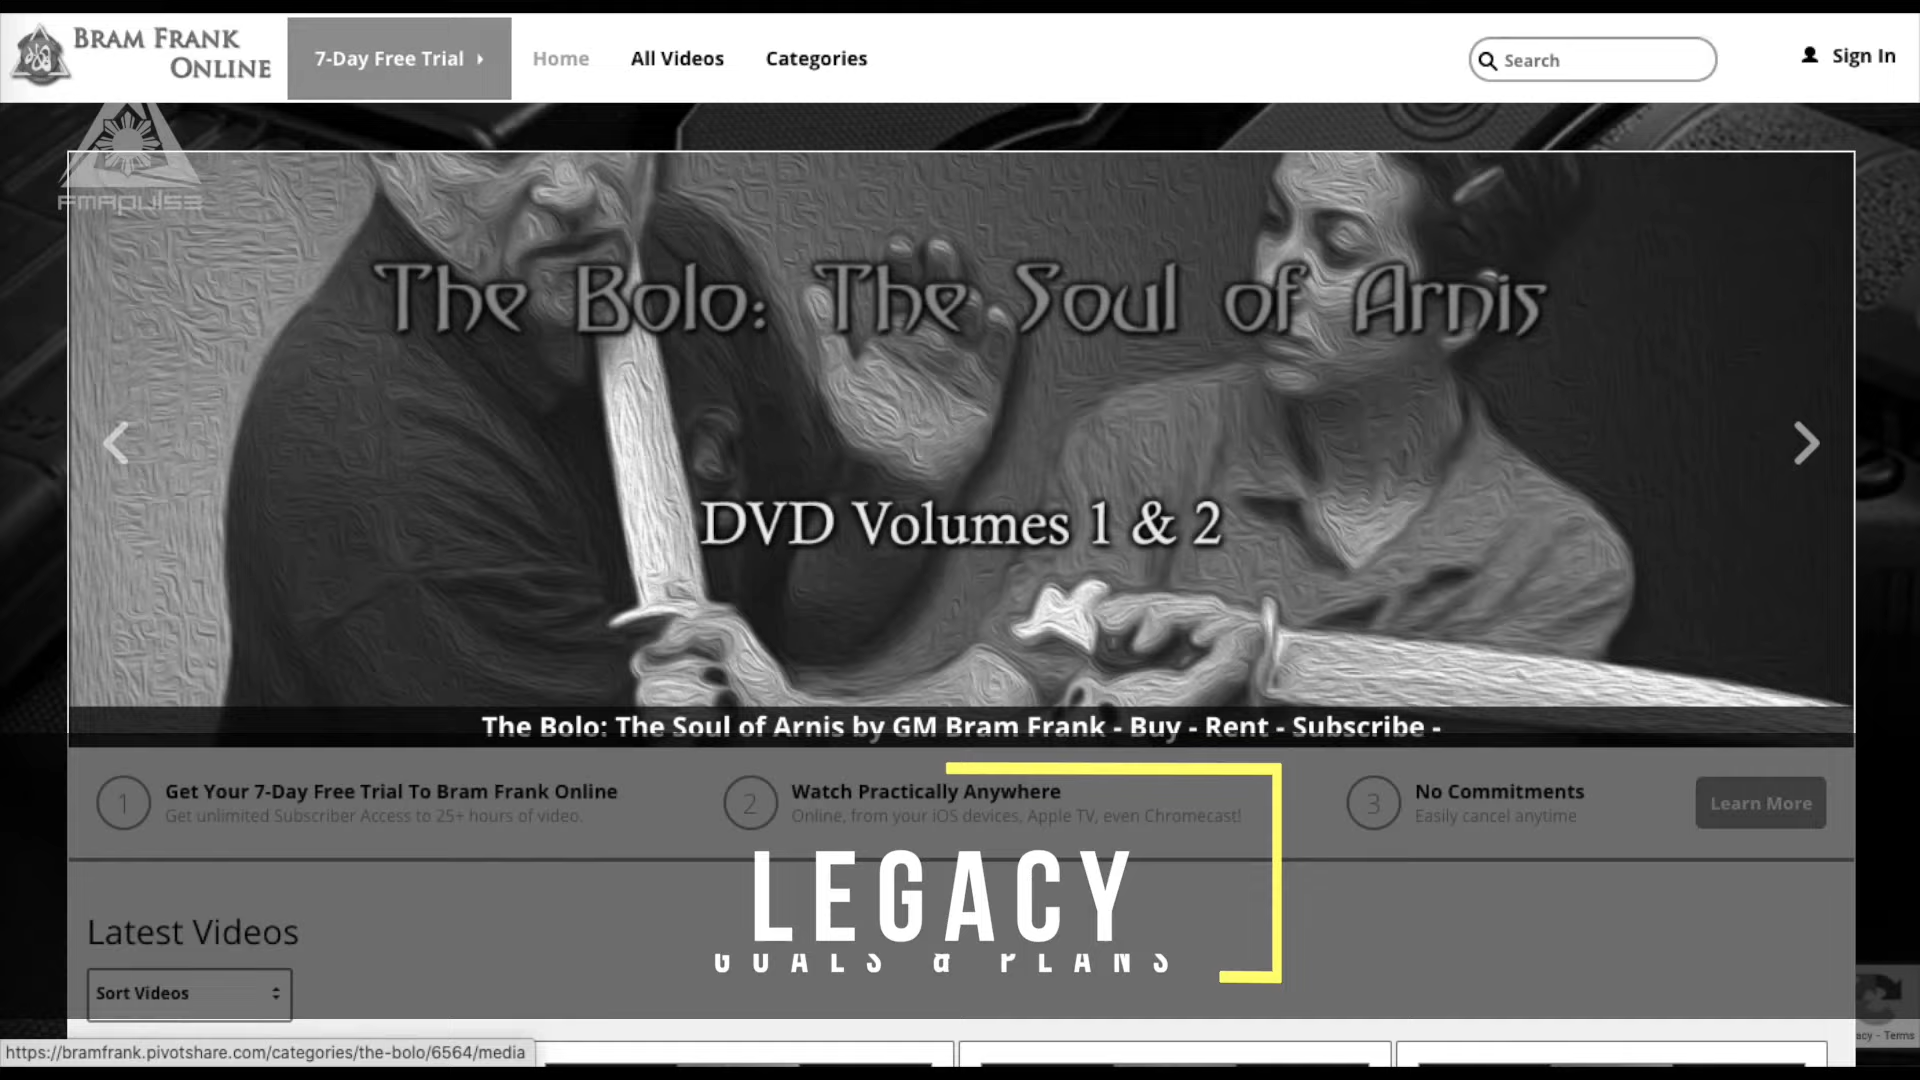 BRAM FRANK
ONLINE
7-Day Free Trial
Home
All Videos
Categories
Search
Sign In
FMAPULSE
The Bolo: The Soul of Arnis
DVD Volumes 1 & 2
The Bolo: The Soul of Arnis by GM Bram Frank - Buy - Rent - Subscribe -
1
Get Your 7-Day Free Trial To Bram Frank Online
Get unlimited Subscriber Access to 25+ hours of video.
2
Watch Practically Anywhere
Online, from your iOS devices, Apple TV, even Chromecast!
3
No Commitments
Easily cancel anytime
Learn More
LEGACY
GOALS & PLANS
Latest Videos
Sort Videos
https://bramfrank.pivotshare.com/categories/the-bolo/6564/media
- Terms